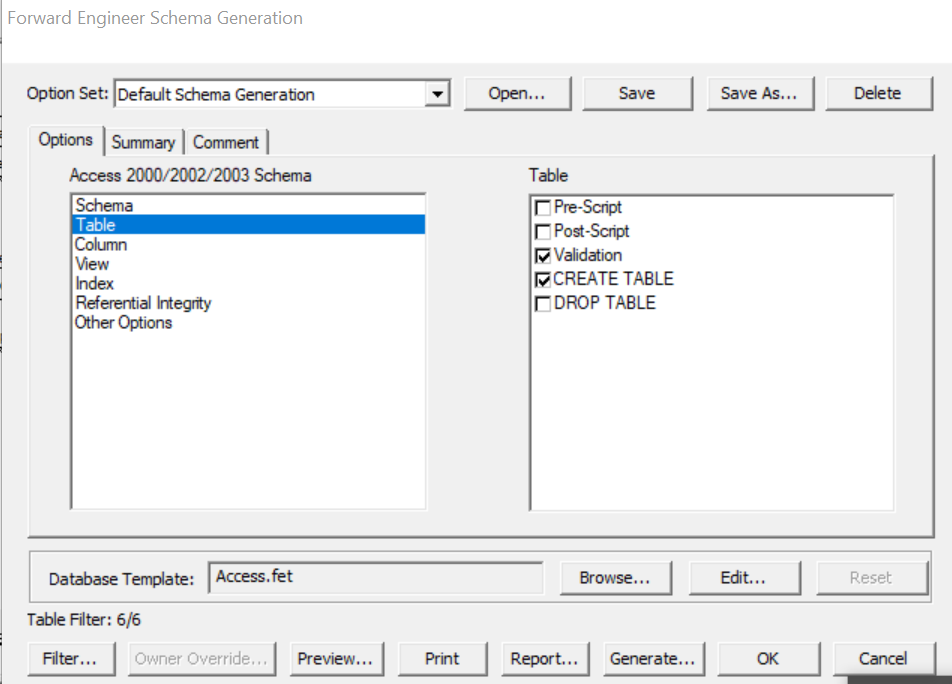 Forward Engineer Schema Generation
Option Set: Default Schema Generation Open... Save Save As... Delete
Options Summary Comment
Access 2000/2002/2003 Schema Table
Schema
Table
Column
View
Index
Referential Integrity
Other Options
Pre-Script
Post-Script
Validation
CREATE TABLE
DROP TABLE
Database Template: Access.fet Browse... Edit... Reset
Table Filter: 6/6
Filter... Owner Override... Preview... Print Report... Generate... OK Cancel